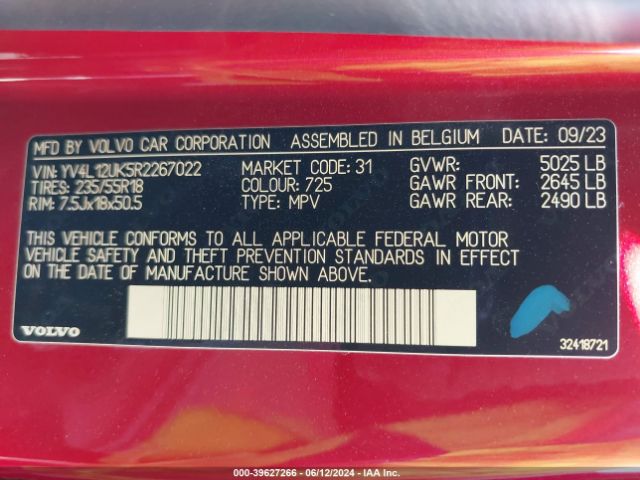 MFD BY VOLVO CAR CORPORATION ASSEMBLED IN BELGIUM DATE: 09/23
VIN: YV4L12UK5R2267022 MARKET CODE: 31 GVWR: 5025 LB
TIRES: 235/55R18 COLOUR: 725 GAWR FRONT: 2645 LB
RIM: 7.5Jx18x50.5 TYPE: MPV GAWR REAR: 2490 LB
THIS VEHICLE CONFORMS TO ALL APPLICABLE FEDERAL MOTOR
VEHICLE SAFETY AND THEFT PREVENTION STANDARDS IN EFFECT
ON THE DATE OF MANUFACTURE SHOWN ABOVE.
VOLVO
32418721
000-39627266 - 06/12/2024 - IAA Inc.